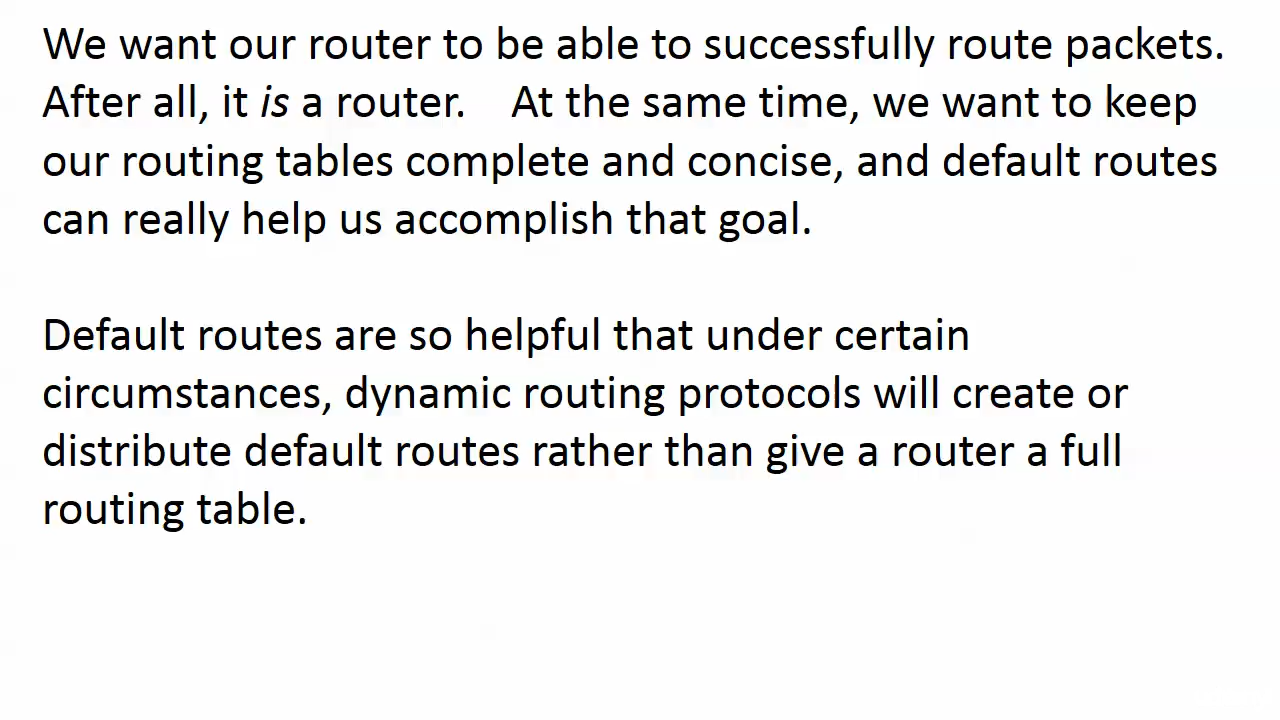 We want our router to be able to successfully route packets.
After all, it is a router.    At the same time, we want to keep
our routing tables complete and concise, and default routes
can really help us accomplish that goal.
Default routes are so helpful that under certain
circumstances, dynamic routing protocols will create or
distribute default routes rather than give a router a full
routing table.